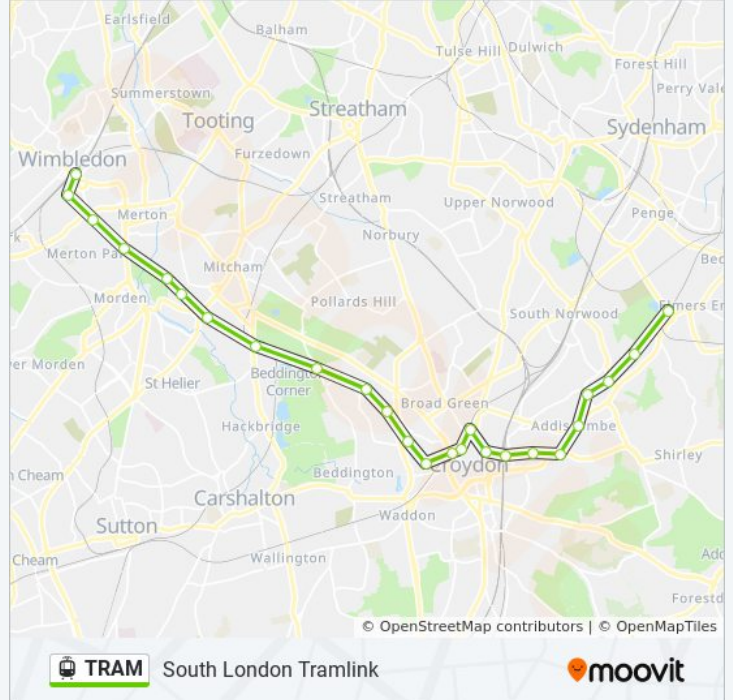 Earlsfield
Balham
Tulse Hill
Dulwich
Forest Hill
Perry Vale
Summerstown
Streatham
Tooting
Sydenham
Wimbledon
Furzedown
Streatham
Upper Norwood
Penge
Merton
Norbury
Merton Park
Mitcham
Morden
Pollards Hill
South Norwood
Elmers En
er Morden
St Helier
Beddington
Corner
Broad Green
Hackbridge
Addiscombe
Shirley
Croydon
Cheam
Beddington
Carshalton
Waddon
Sutton
Cheam
Wallington
Forestd
© OpenStreetMap contributors | © OpenMapTiles
TRAM South London Tramlink
moovit